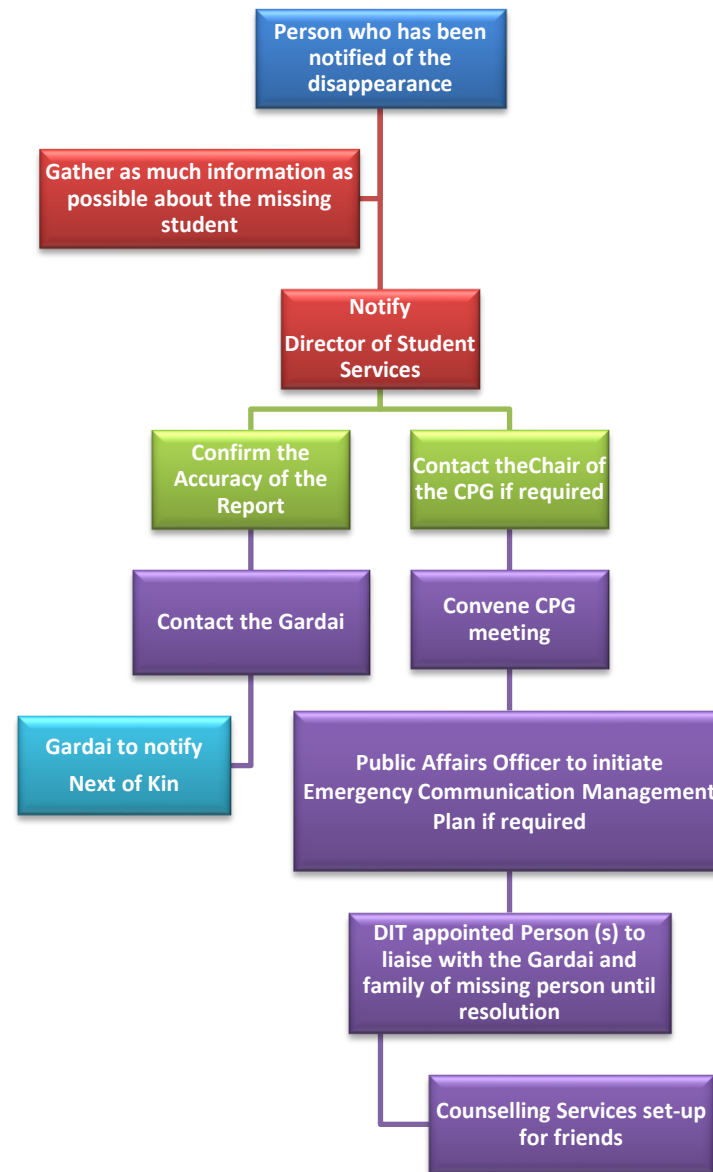 Person who has been
notified of the
disappearance
Gather as much information as
possible about the missing
student
Notify
Director of Student
Services
Confirm the
Accuracy of the
Report
Contact theChair of
the CPG if required
Contact the Gardai
Convene CPG
meeting
Gardai to notify
Next of Kin
Public Affairs Officer to initiate
Emergency Communication Management
Plan if required
DIT appointed Person (s) to
liaise with the Gardai and
family of missing person until
resolution
Counselling Services set-up
for friends